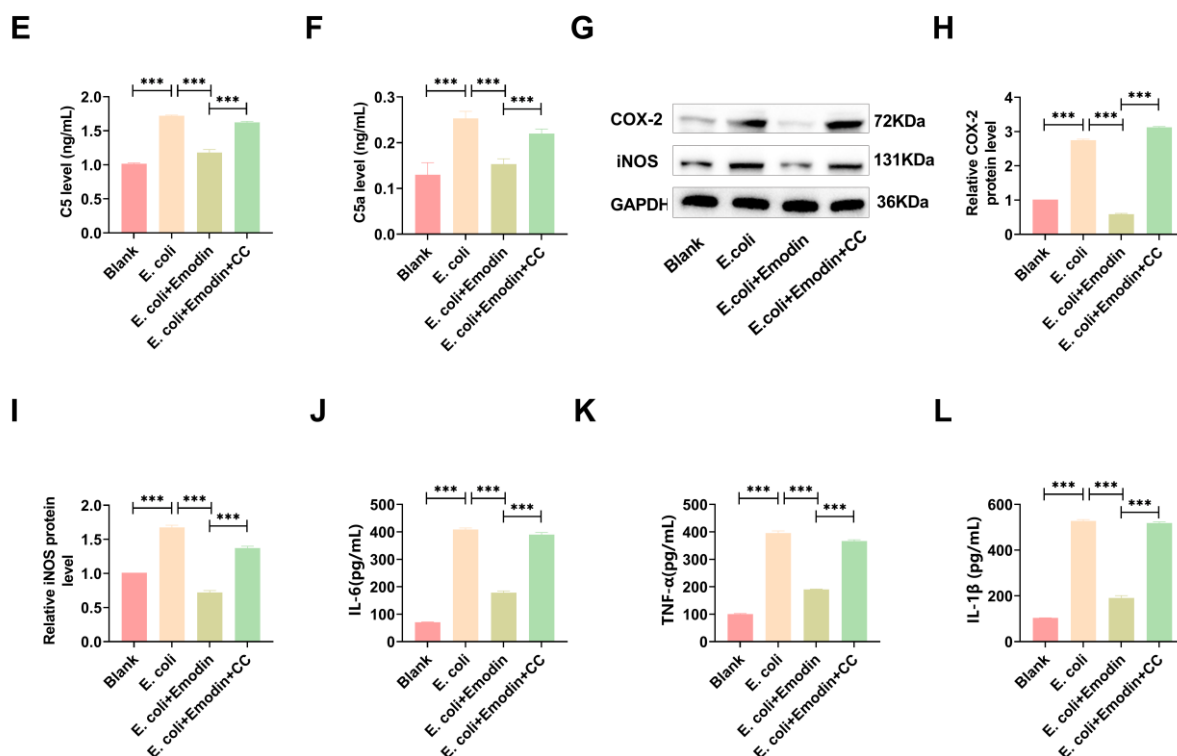 E
F
G
H
*** *** ***
C5 level (ng/mL)
2.0
1.5
1.0
0.5
0.0
Blank
E. coli
E. coli+Emodin
E. coli+Emodin+CC
*** *** ***
C5a level (ng/mL)
0.3
0.2
0.1
0.0
Blank
E. coli
E. coli+Emodin
E. coli+Emodin+CC
COX-2 72KDa
iNOS 131KDa
GAPDH 36KDa
Blank
E.coli
E.coli+Emodin
E.coli+Emodin+CC
*** *** ***
Relative COX-2
protein level
4
3
2
1
0
Blank
E. coli
E. coli+Emodin
E. coli+Emodin+CC
I
J
K
L
*** *** ***
Relative iNOS protein
level
2.0
1.5
1.0
0.5
0.0
Blank
E. coli
E. coli+Emodin
E. coli+Emodin+CC
*** *** ***
IL-6(pg/mL)
500
400
300
200
100
0
Blank
E. coli
E. coli+Emodin
E. coli+Emodin+CC
*** *** ***
TNF-α(pg/mL)
500
400
300
200
100
0
Blank
E. coli
E. coli+Emodin
E. coli+Emodin+CC
*** *** ***
IL-1β (pg/mL)
600
400
200
0
Blank
E. coli
E. coli+Emodin
E. coli+Emodin+CC